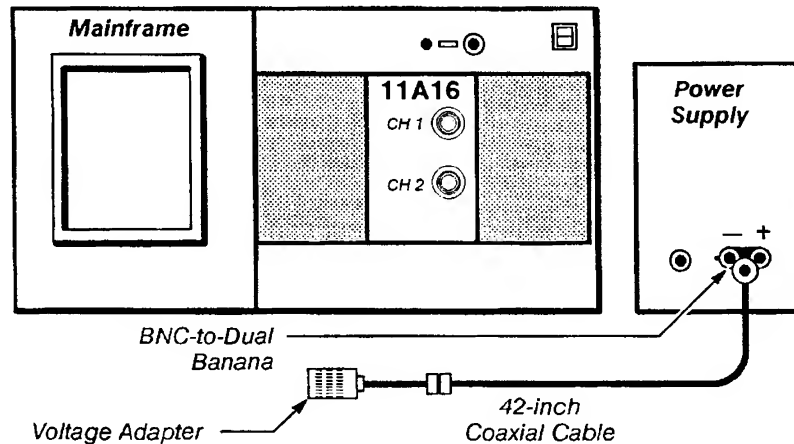 Mainframe
11A16
CH 1
CH 2
Power
Supply
— +
BNC-to-Dual
Banana
Voltage Adapter
42-inch
Coaxial Cable